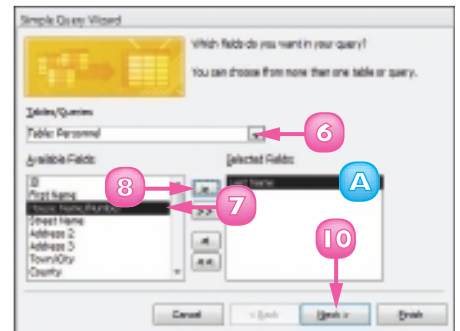 Simple Query Wizard
Which fields do you want in your query?
You can choose from more than one table or query.
Tables/Queries
Table: Personnel
6
Available Fields:
Selected Fields:
ID
First Name
House Name/Number
Street Name
Address 2
Address 3
Town/City
County
8
7
>
>>
<
<<
Last Name
A
10
Cancel
< Back
Next >
Finish